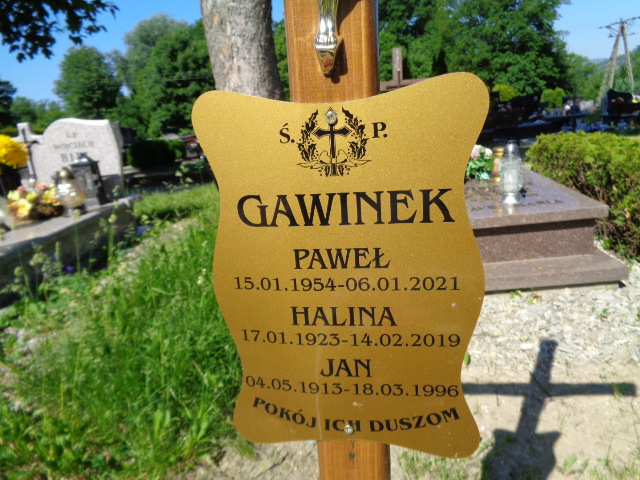 Ś. P.
GAWINEK
PAWEŁ
15.01.1954-06.01.2021
HALINA
17.01.1923-14.02.2019
JAN
04.05.1913-18.03.1996
POKÓJ ICH DUSZOM
Ś.P.
WOJCIECH